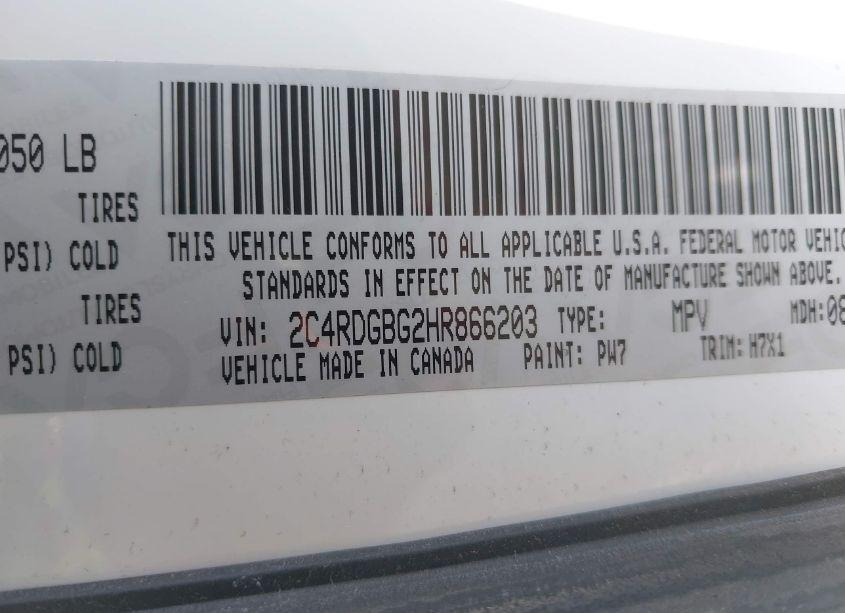 050 LB
TIRES
PSI) COLD
TIRES
PSI) COLD
THIS VEHICLE CONFORMS TO ALL APPLICABLE U.S.A. FEDERAL MOTOR VEHIC
STANDARDS IN EFFECT ON THE DATE OF MANUFACTURE SHOWN ABOVE.
VIN: 2C4RDGBG2HR866203 TYPE: MPV MDH:08
VEHICLE MADE IN CANADA PAINT: PW7 TRIM: H7X1